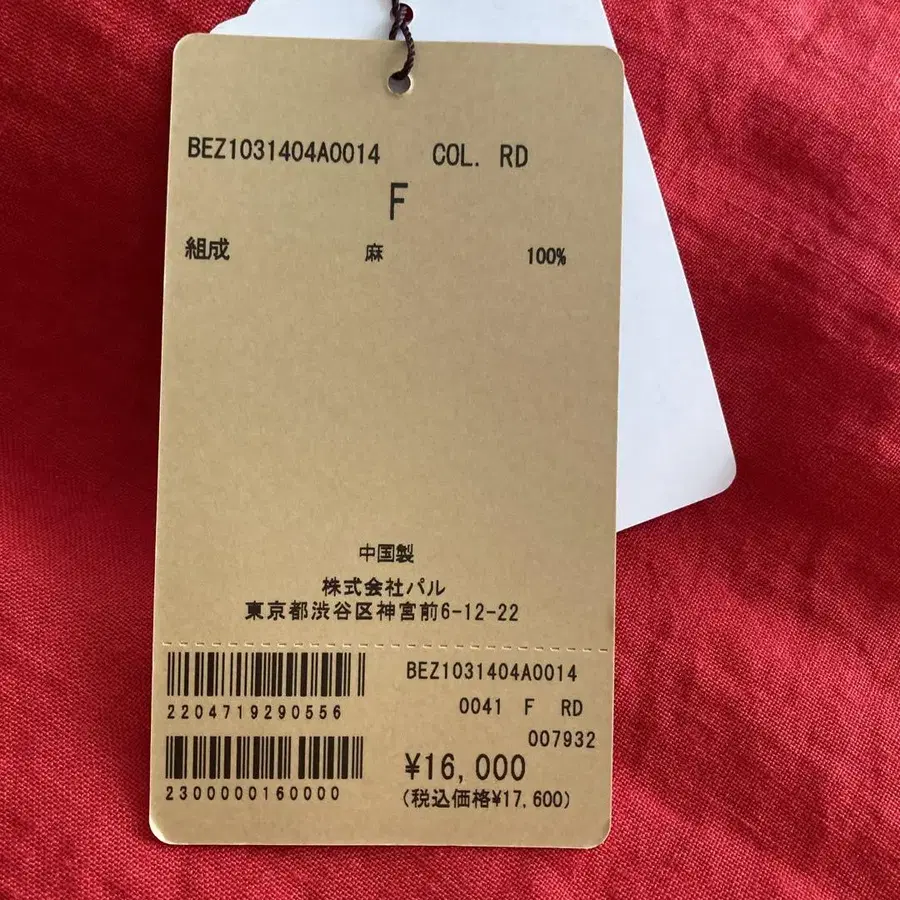 BEZ1031404A0014 COL. RD
F
組成 麻 100%
中国製
株式会社パル
東京都渋谷区神宮前6-12-22
BEZ1031404A0014
2204719290556
0041 F RD
007932
2300000160000
¥16,000
(税込価格¥17,600)